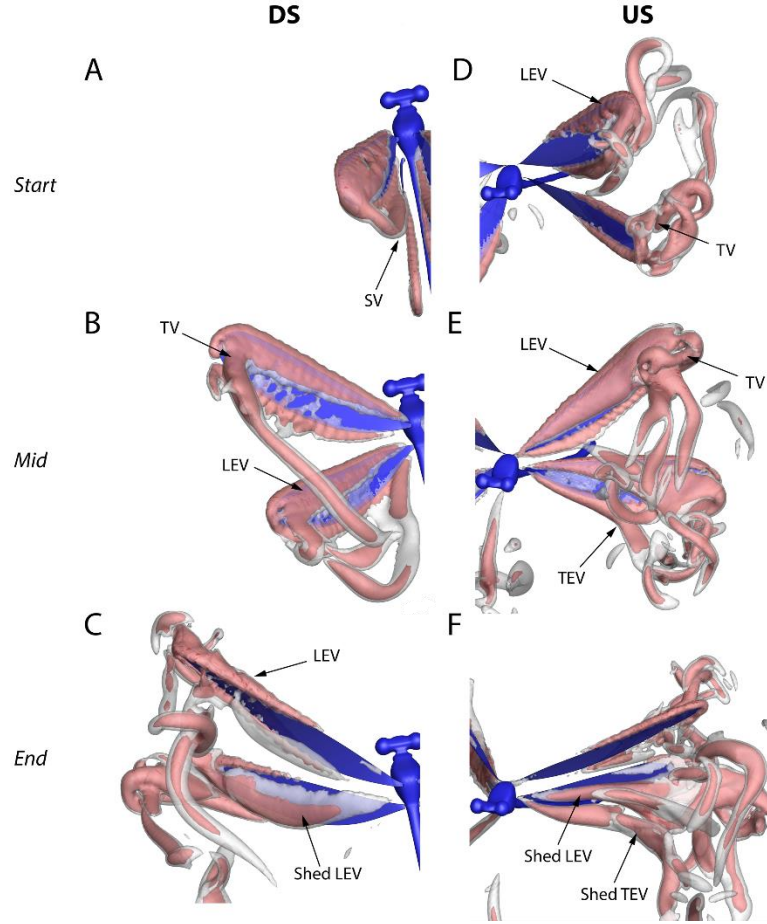 DS US
A
D
LEV
Start
TV
SV
B
TV
E
LEV
TV
Mid
LEV
TEV
C
LEV
F
End
Shed LEV
Shed LEV
Shed TEV